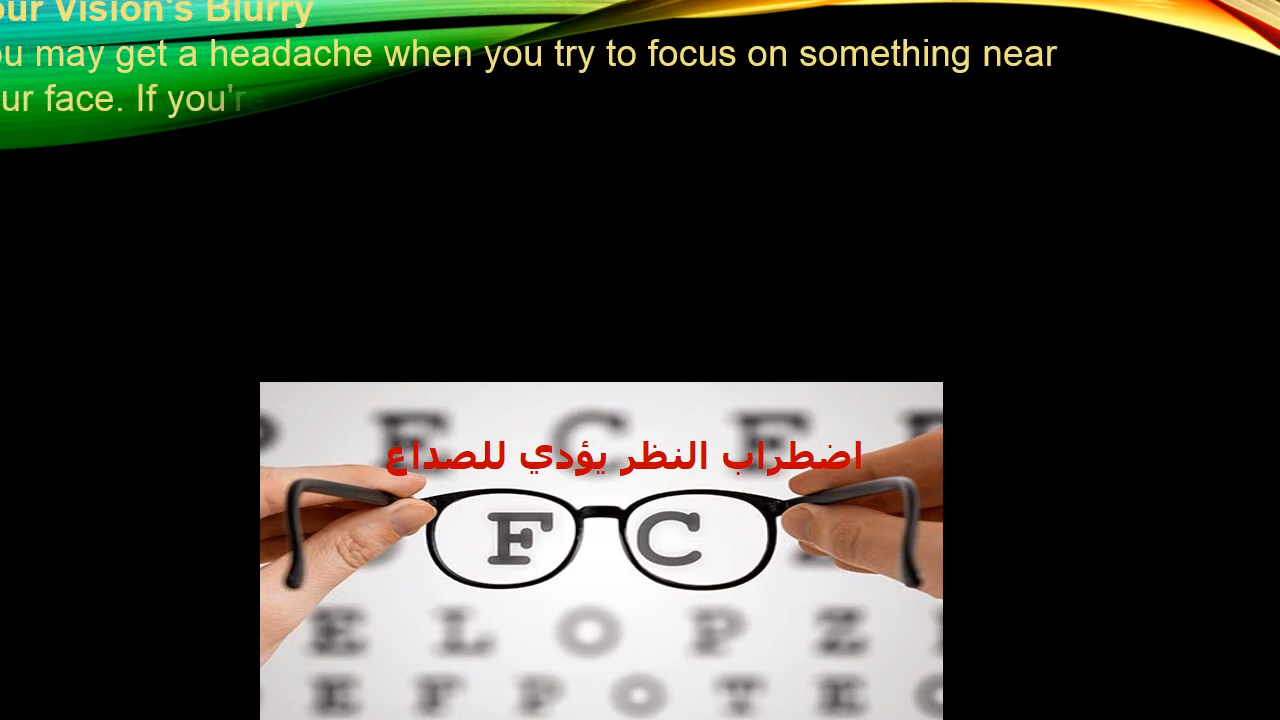 our Vision's Blurry
ou may get a headache when you try to focus on something near
ur face. If you're
اضطراب النظر يؤدي للصداع
E C E
F C
E L O P Z
E F P O T E